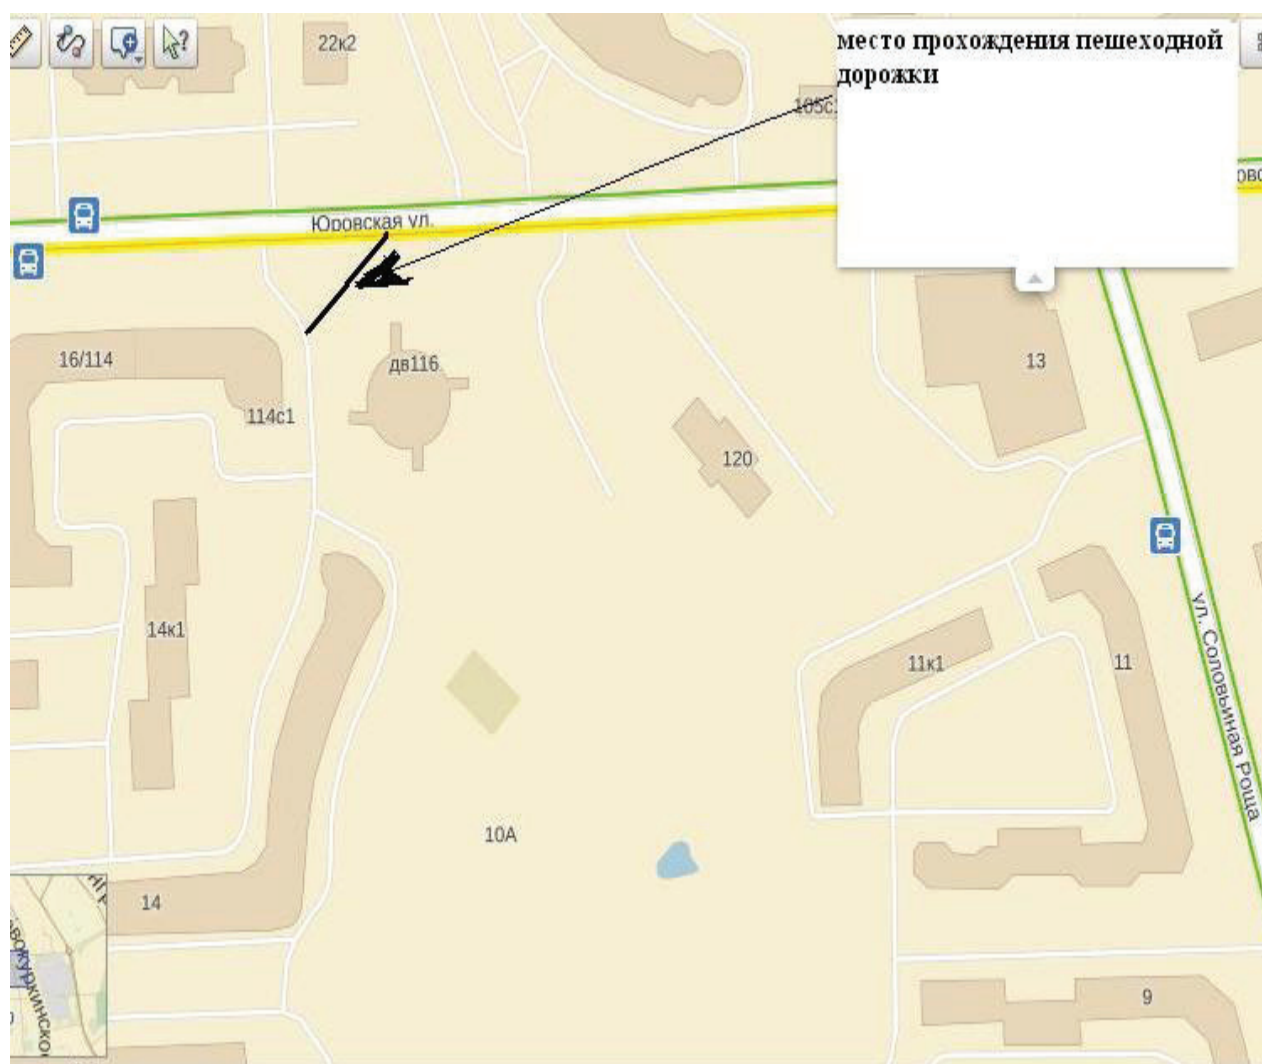 22к2
место прохождения пешеходной
дорожки
Юровская ул.
16/114
дв116
13
114с1
120
14к1
11к1
11
ул. Соловьиная Роща
10А
14
9